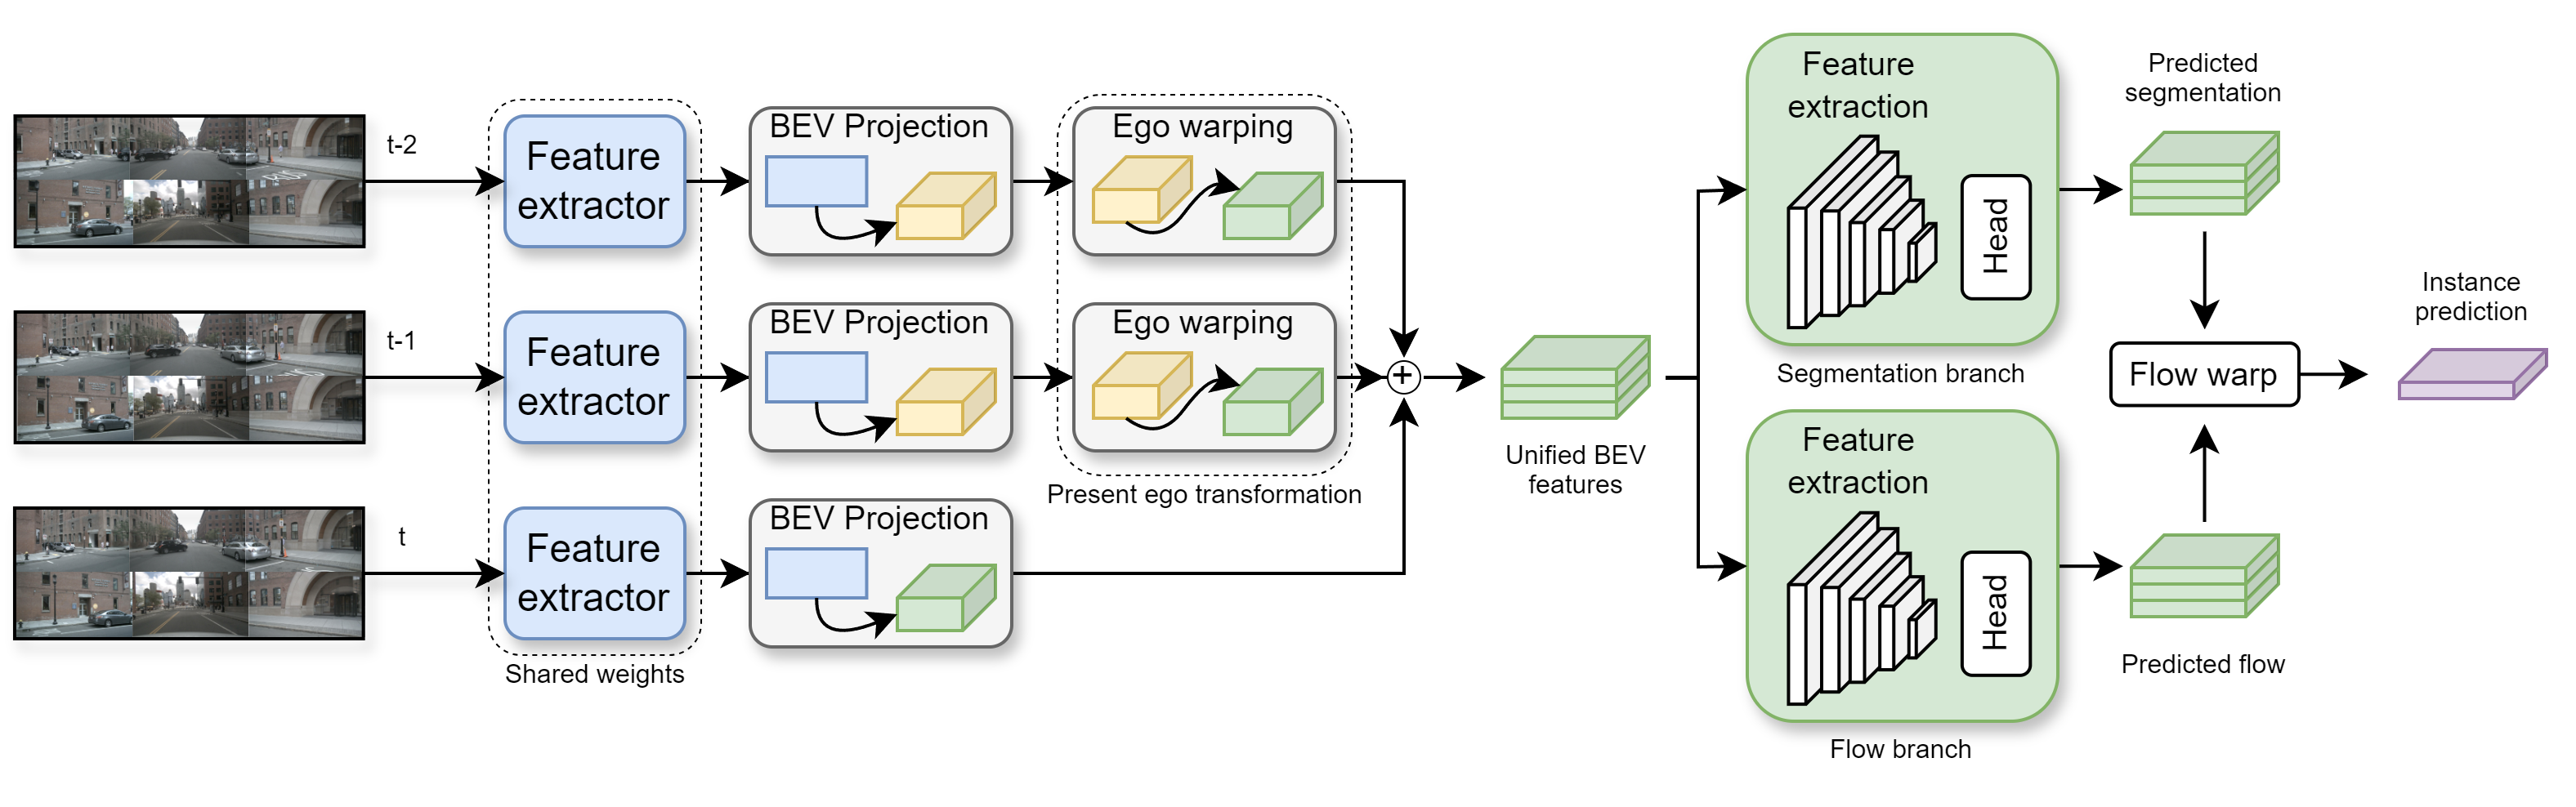 t-2
Feature
extractor
BEV Projection
Ego warping
t-1
Feature
extractor
BEV Projection
Ego warping
Present ego transformation
t
Feature
extractor
BEV Projection
Shared weights
+
Unified BEV
features
Feature
extraction
Head
Segmentation branch
Feature
extraction
Head
Flow branch
Predicted
segmentation
Flow warp
Predicted flow
Instance
prediction